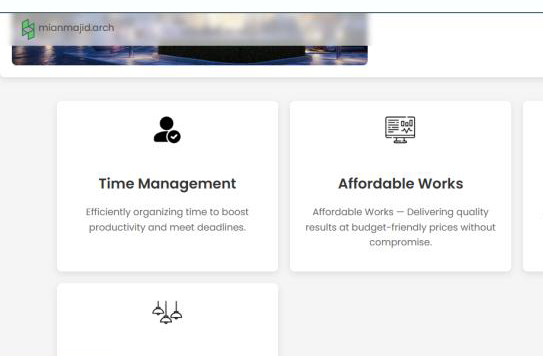 mianmajid.arch
Time Management
Efficiently organizing time to boost
productivity and meet deadlines.
Affordable Works
Affordable Works — Delivering quality
results at budget-friendly prices without
compromise.